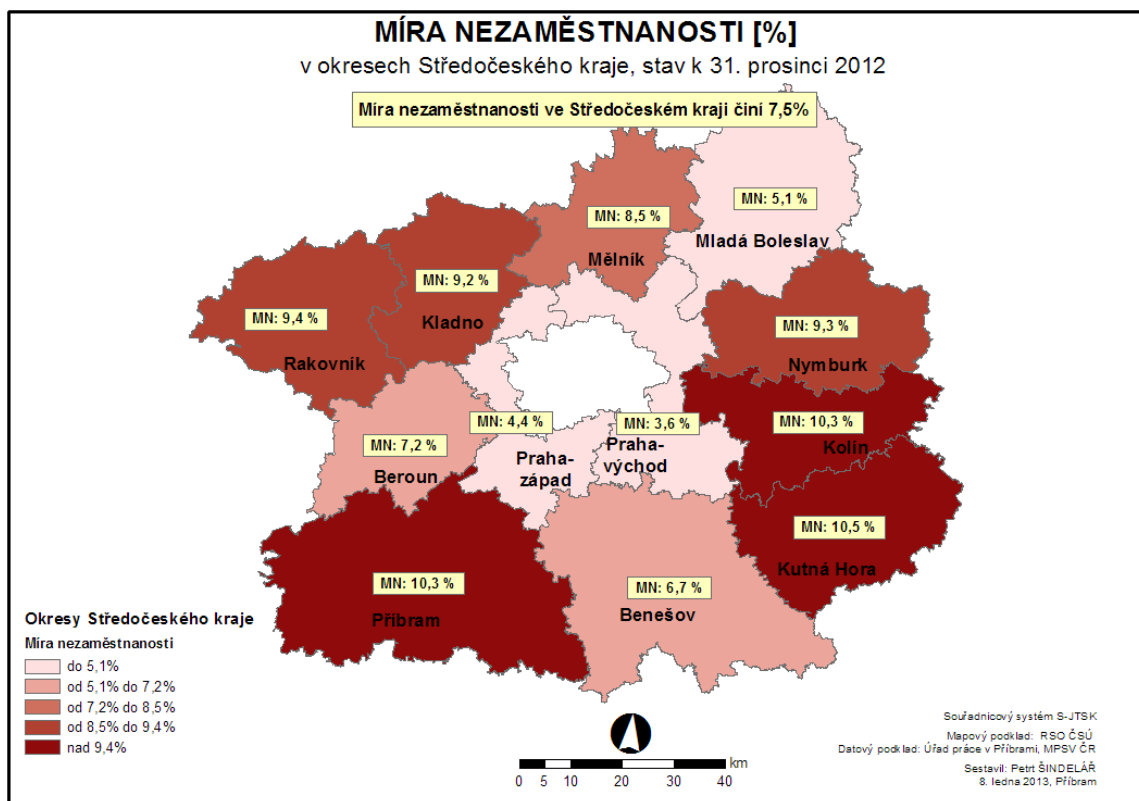 MÍRA NEZAMĚSTNANOSTI [%]
v okresech Středočeského kraje, stav k 31. prosinci 2012
Míra nezaměstnanosti ve Středočeském kraji činí 7,5%
MN: 5,1 %
Mladá Boleslav
MN: 8,5 %
Mělník
MN: 9,2 %
Kladno
MN: 9,4 %
Rakovník
MN: 9,3 %
Nymburk
MN: 4,4 %
Praha-
západ
MN: 3,6 %
Praha-
východ
MN: 10,3 %
Kolín
MN: 7,2 %
Beroun
MN: 10,5 %
Kutná Hora
MN: 10,3 %
Příbram
MN: 6,7 %
Benešov
Okresy Středočeského kraje
Míra nezaměstnanosti
do 5,1%
od 5,1% do 7,2%
od 7,2% do 8,5%
od 8,5% do 9,4%
nad 9,4%
km
0 5 10 20 30 40
Souřadnicový systém S-JTSK
Mapový podklad: RSO ČSÚ
Datový podklad: Úřad práce v Příbrami, MPSV ČR
Sestavil: Petrt ŠINDELÁŘ
8. ledna 2013, Příbram